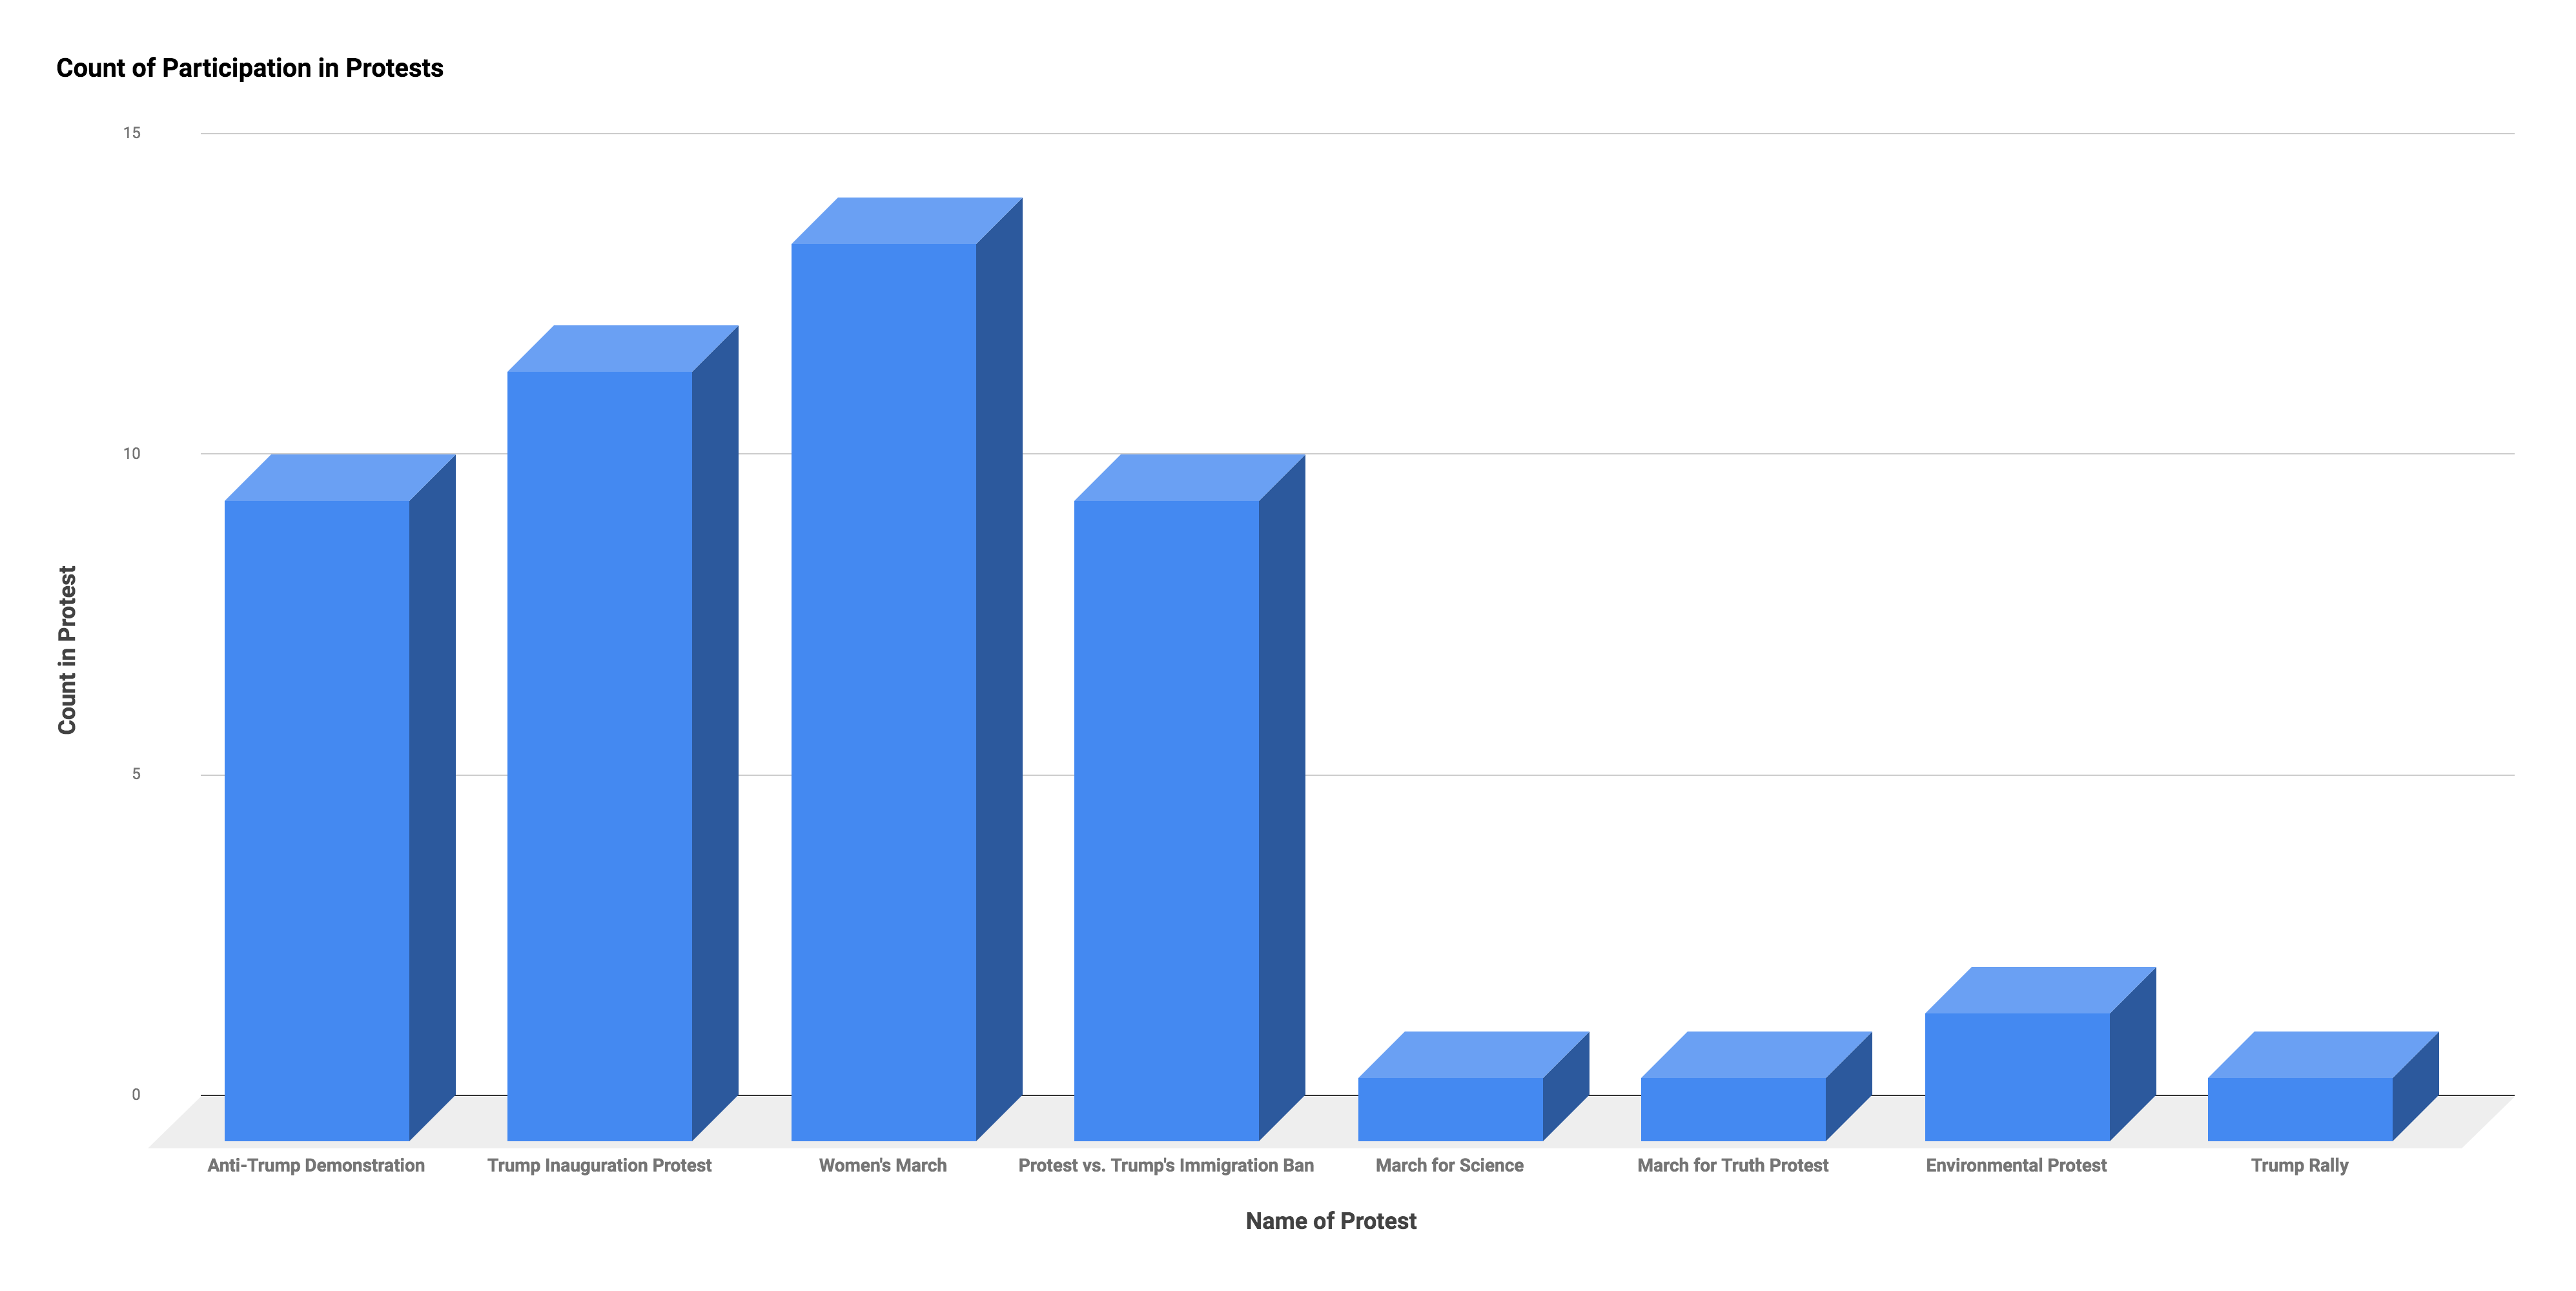 Count of Participation in Protests
15
10
5
0
Count in Protest
Anti-Trump Demonstration
Trump Inauguration Protest
Women's March
Protest vs. Trump's Immigration Ban
March for Science
March for Truth Protest
Environmental Protest
Trump Rally
Name of Protest